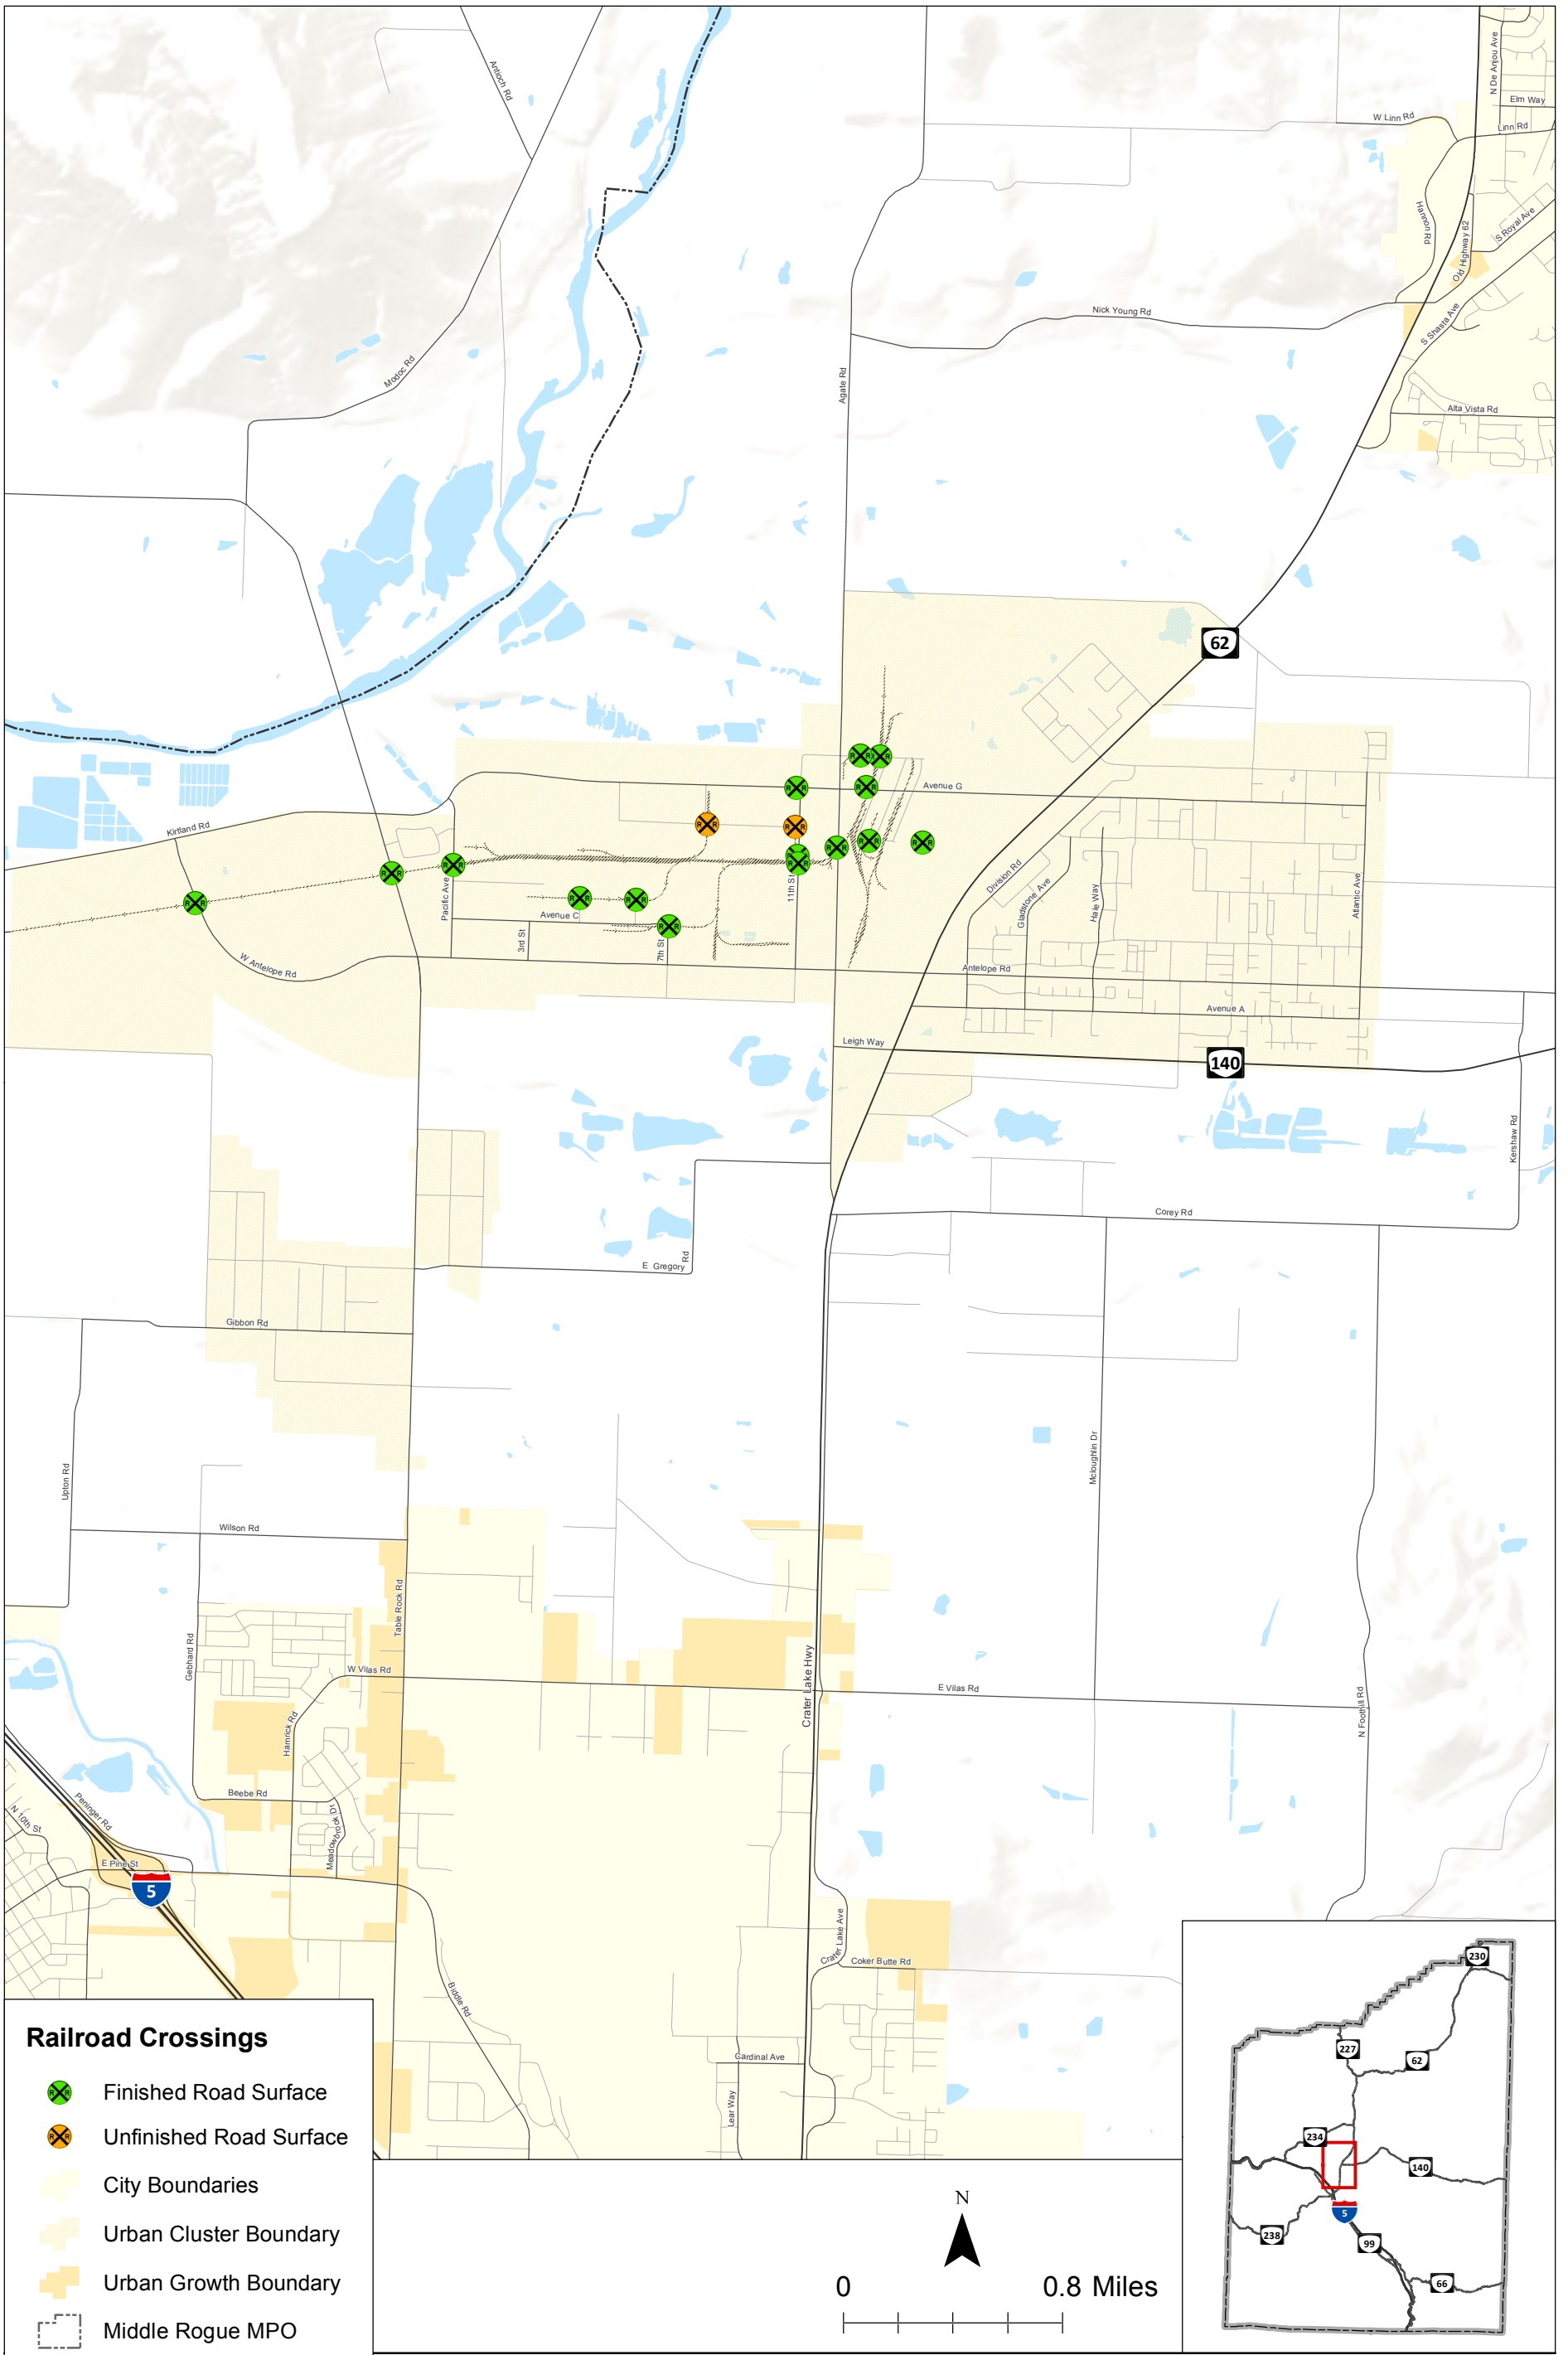 Antioch Rd
N De Anjou Ave
Elm Way
W Linn Rd
Linn Rd
Hannon Rd
Old Highway 62
S Royal Ave
Nick Young Rd
S Shasta Ave
Modoc Rd
Agate Rd
Alta Vista Rd
62
Avenue G
Kirtland Rd
Division Rd
Gladstone Ave
Hale Way
Atlantic Ave
Pacific Ave
11th St
Avenue C
3rd St
7th St
W Antelope Rd
Antelope Rd
Avenue A
Leigh Way
140
Kershaw Rd
Corey Rd
E Gregory
Rd
Gibbon Rd
Upton Rd
Mcloughlin Dr
Wilson Rd
Table Rock Rd
Gebhard Rd
W Vilas Rd
Crater Lake Hwy
E Vilas Rd
N Foothill Rd
Hamrick Rd
Beebe Rd
Peninger Rd
N 10th St
Meadowbrook Dr
E Pine St
5
Crater Lake Ave
Coker Butte Rd
Biddle Rd
Cardinal Ave
Lear Way
Railroad Crossings
R R Finished Road Surface
R R Unfinished Road Surface
City Boundaries
Urban Cluster Boundary
Urban Growth Boundary
Middle Rogue MPO
N
0 0.8 Miles
230
227
62
234
140
5
238
99
66